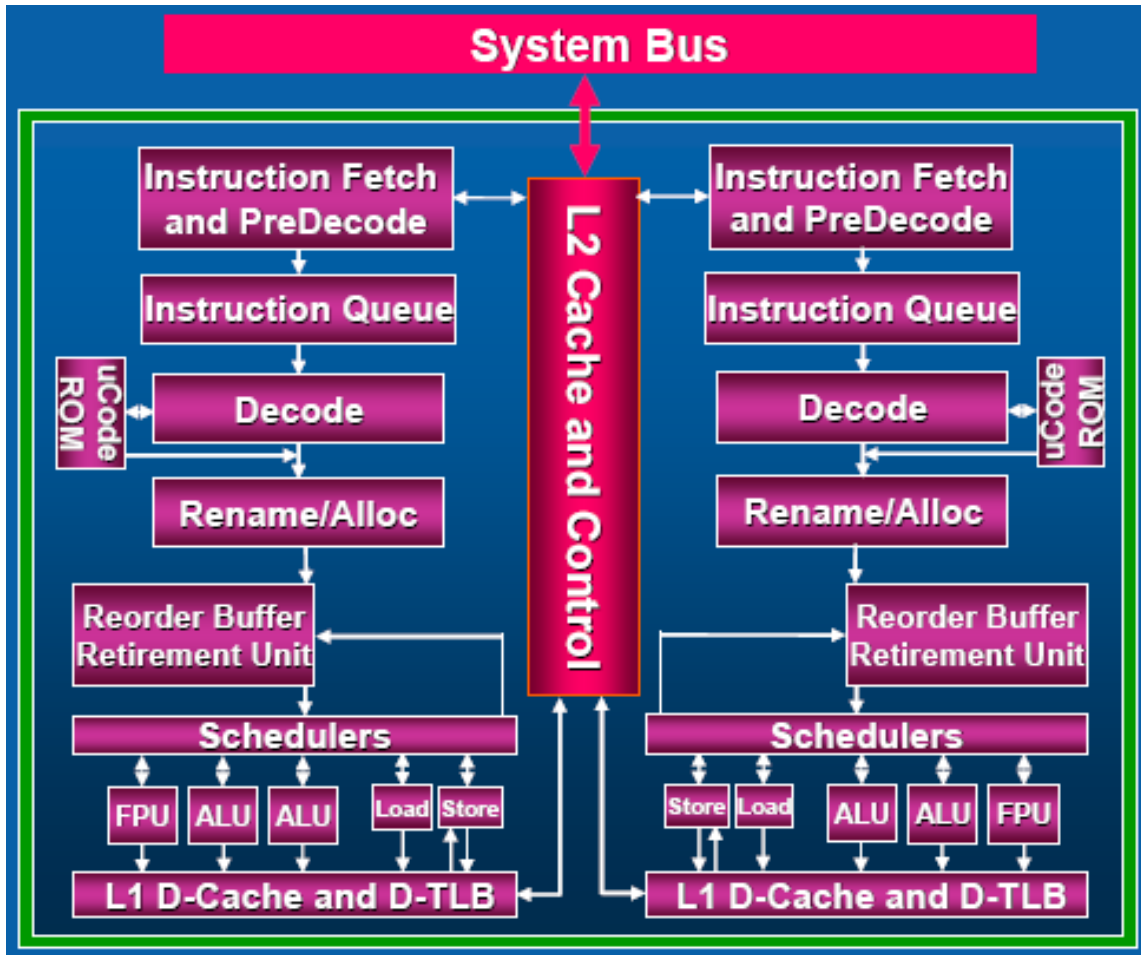 System Bus
Instruction Fetch
and PreDecode
Instruction Queue
uCode
ROM
Decode
Rename/Alloc
Reorder Buffer
Retirement Unit
Schedulers
FPU
ALU
ALU
Load
Store
L1 D-Cache and D-TLB
L2 Cache and Control
Instruction Fetch
and PreDecode
Instruction Queue
Decode
uCode
ROM
Rename/Alloc
Reorder Buffer
Retirement Unit
Schedulers
Store
Load
ALU
ALU
FPU
L1 D-Cache and D-TLB